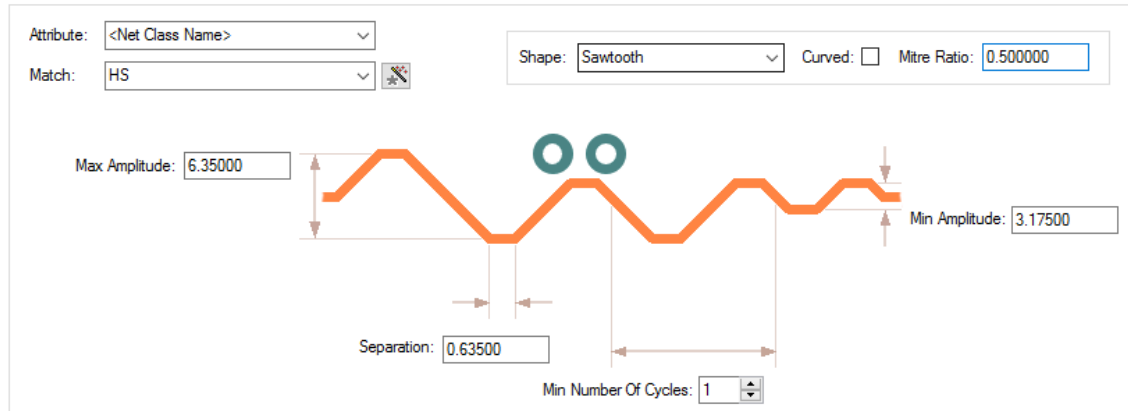 Attribute: <Net Class Name>
Match: HS
Shape: Sawtooth Curved: Mitre Ratio: 0.500000
Max Amplitude: 6.35000
Min Amplitude: 3.17500
Separation: 0.63500
Min Number Of Cycles: 1